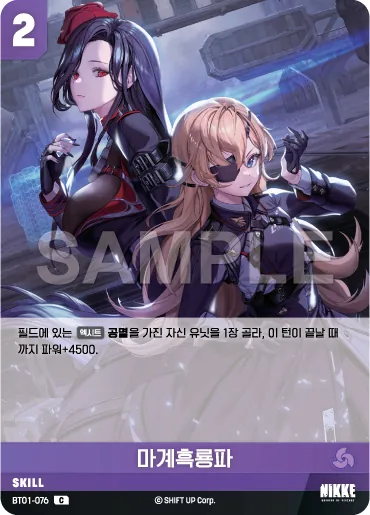 2
SAMPLE
필드에 있는 엑시트 공멸을 가진 자신 유닛을 1장 골라, 이 턴이 끝날 때
까지 파워+4500.
마계흑룡파
SKILL
BT01-076 C
© SHIFT UP Corp.
NIKKE